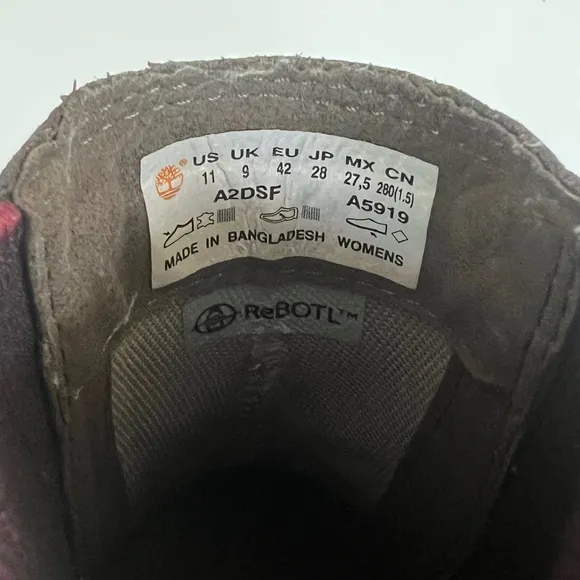 US UK EU JP MX CN
11 9 42 28 27,5 280(1.5)
A2DSF A5919
MADE IN BANGLADESH WOMENS
ReBOTL™